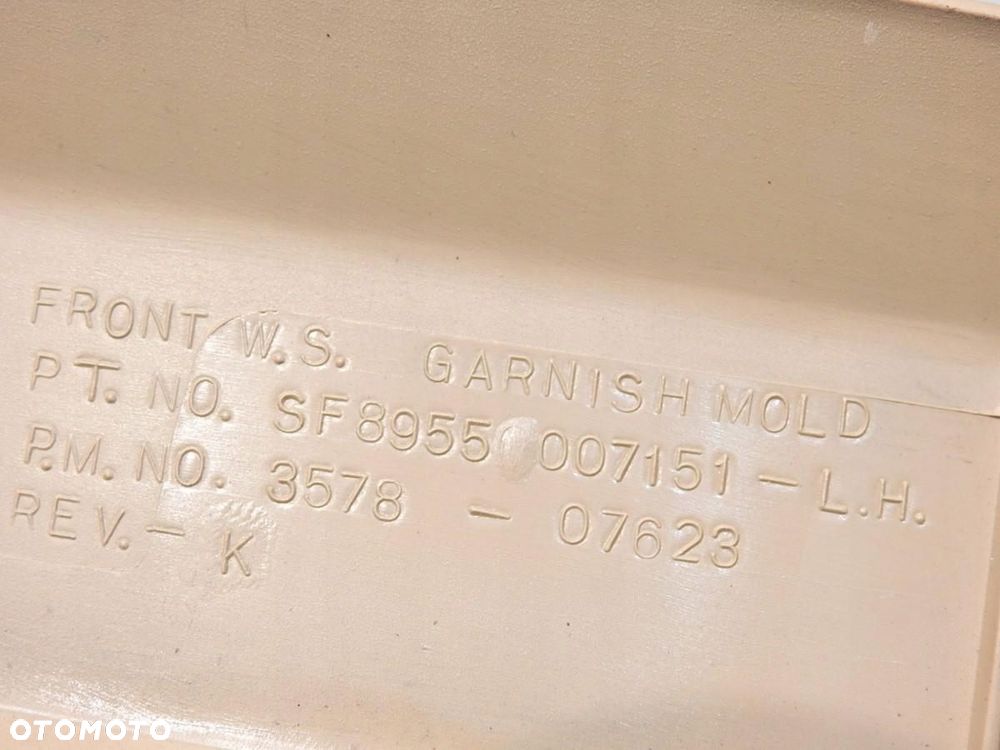 FRONT W.S. GARNISH MOLD
PT. NO. SF8955 007151 - L.H.
P.M. NO. 3578 - 07623
REV. - K
OTOMOTO